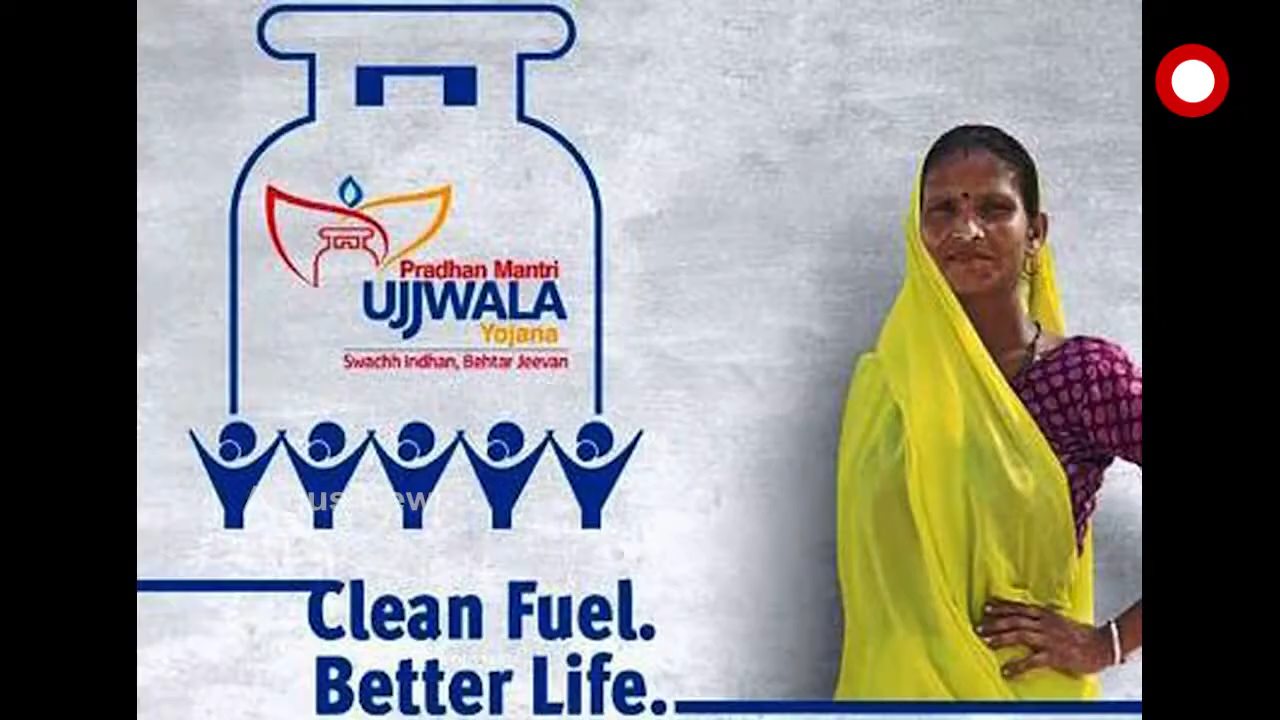 Pradhan Mantri
UJJWALA
Yojana
Swachh Indhan, Behtar Jeevan
Clean Fuel.
Better Life.